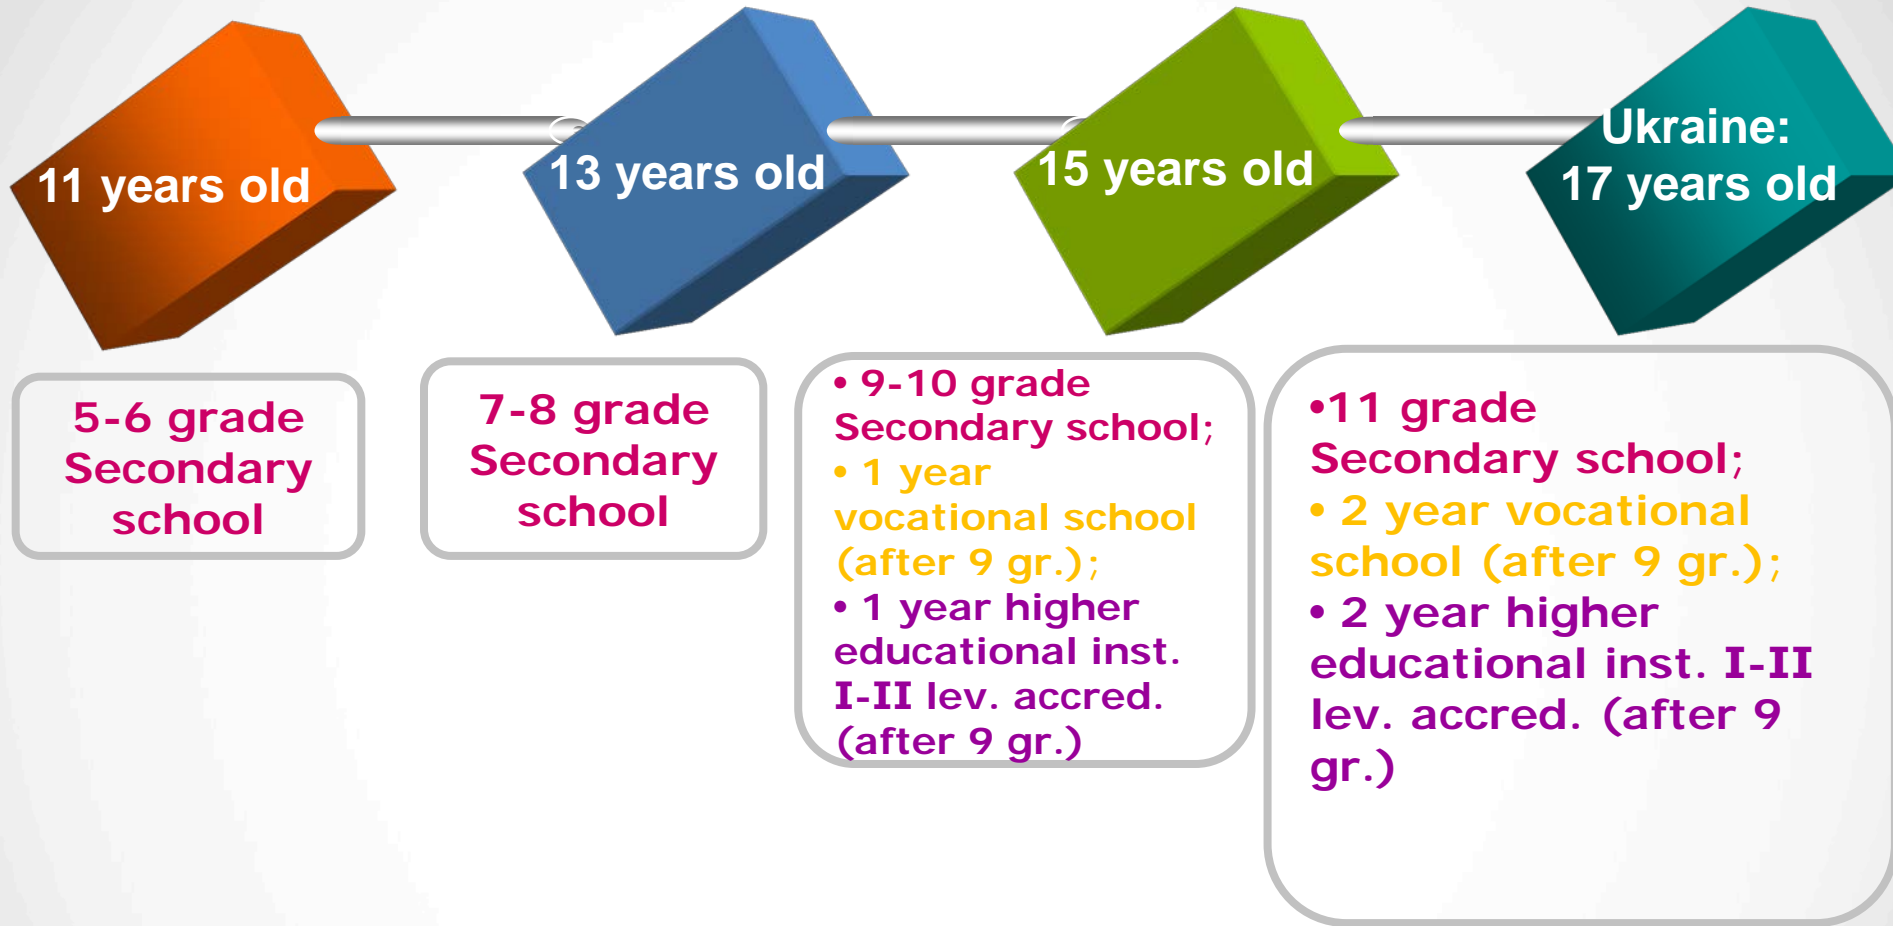 11 years old
13 years old
15 years old
Ukraine:
17 years old
5-6 grade
Secondary
school
7-8 grade
Secondary
school
• 9-10 grade
Secondary school;
• 1 year
vocational school
(after 9 gr.);
• 1 year higher
educational inst.
I-II lev. accred.
(after 9 gr.)
•11 grade
Secondary school;
• 2 year vocational
school (after 9 gr.);
• 2 year higher
educational inst. I-II
lev. accred. (after 9
gr.)